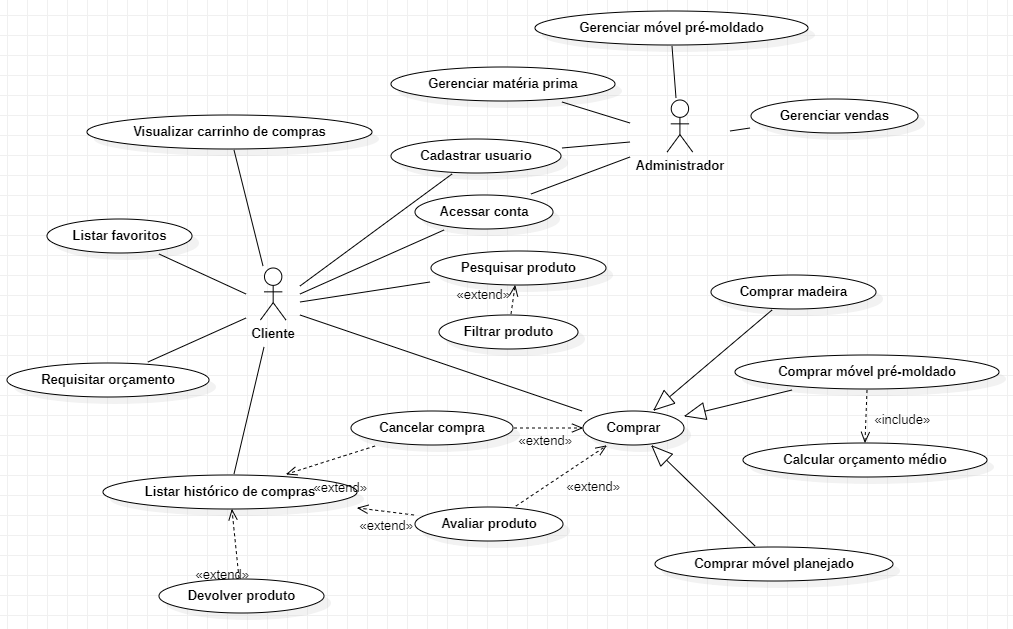 Gerenciar móvel pré-moldado
Gerenciar matéria prima
Gerenciar vendas
Visualizar carrinho de compras
Cadastrar usuario
Administrador
Acessar conta
Listar favoritos
Pesquisar produto
«extend»
Comprar madeira
Filtrar produto
Cliente
Requisitar orçamento
Comprar móvel pré-moldado
«include»
Cancelar compra
«extend»
Comprar
Calcular orçamento médio
Listar histórico de compras
«extend»
«extend»
«extend»
Avaliar produto
Comprar móvel planejado
«extend»
Devolver produto